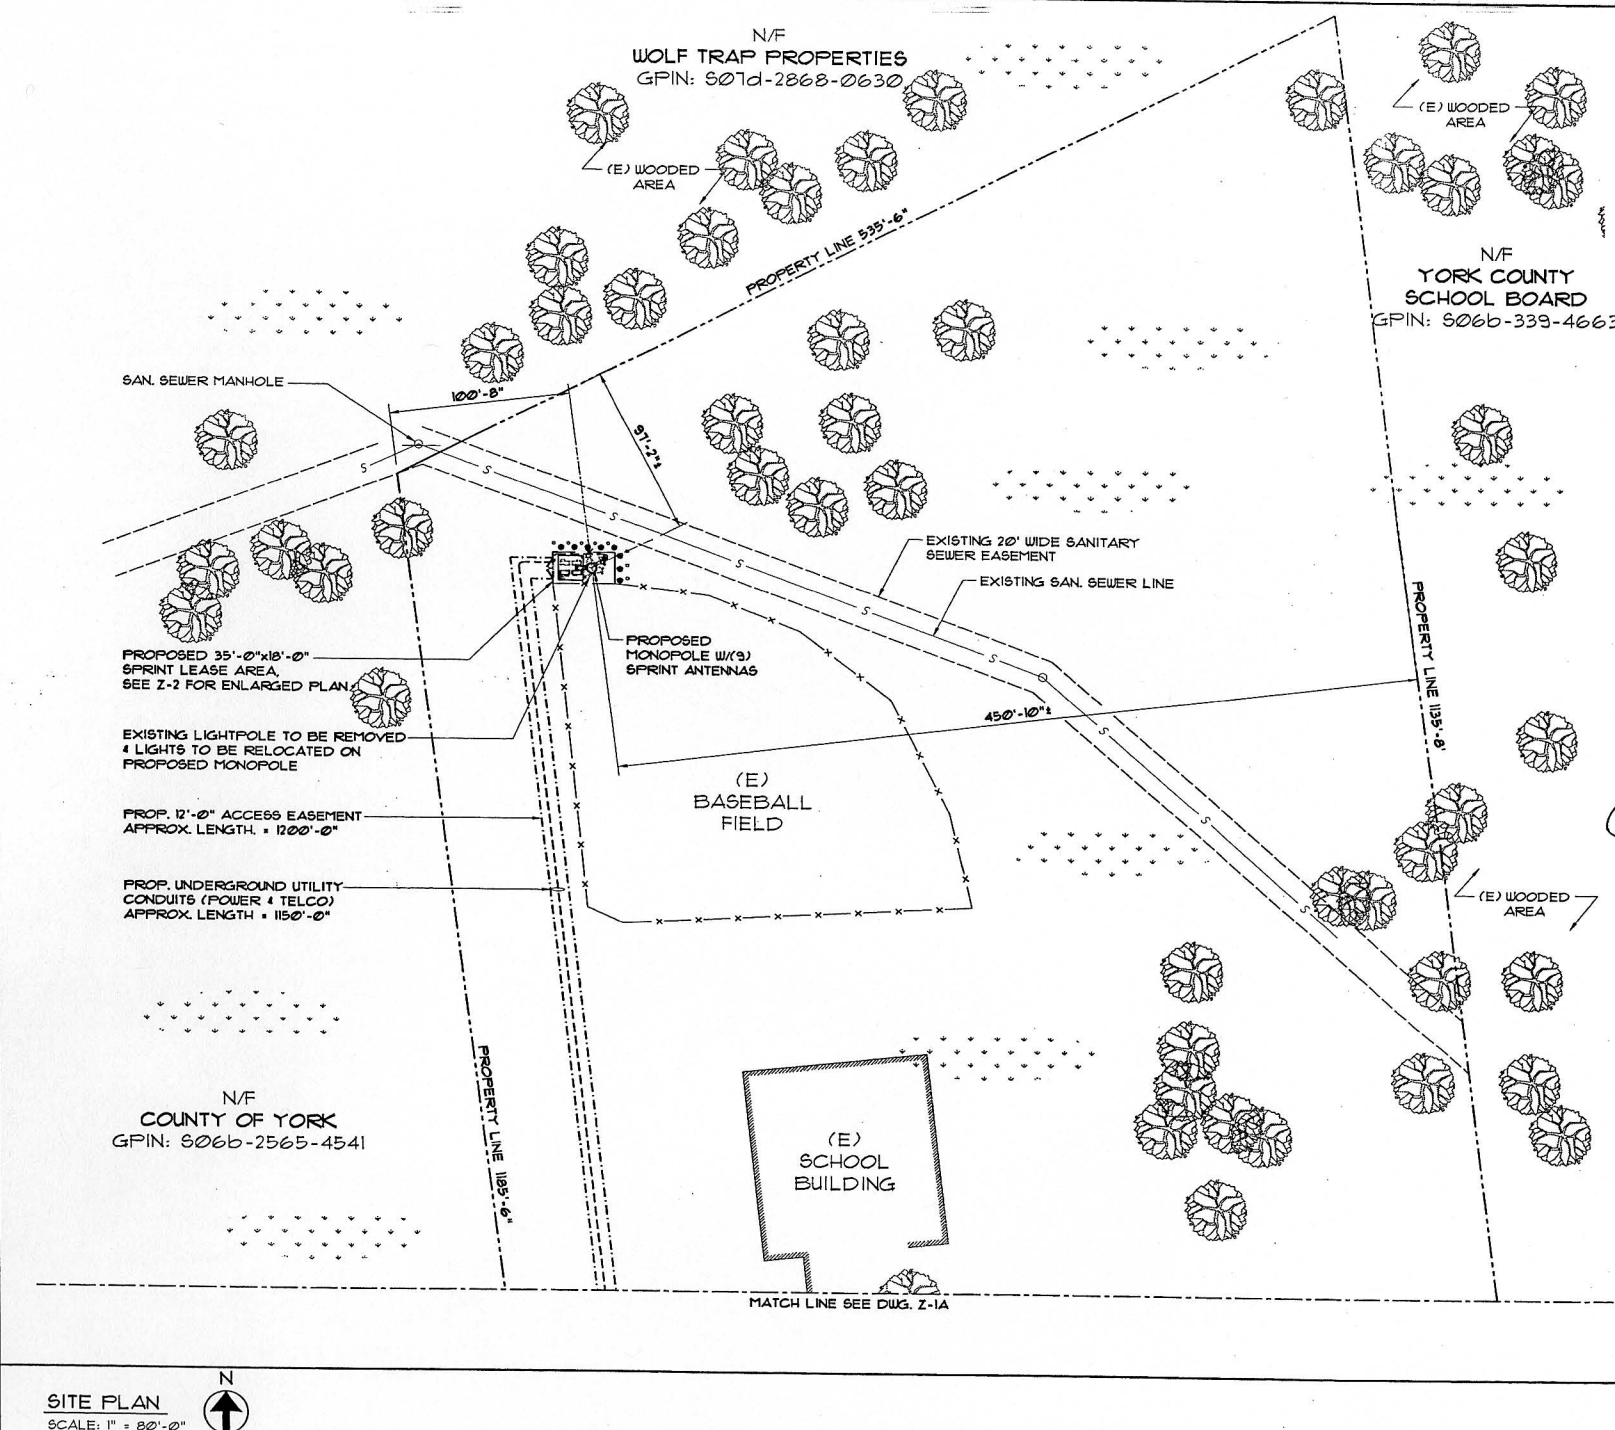 N/F
WOLF TRAP PROPERTIES
GPIN: S07d-2868-0630
(E) WOODED
AREA
(E) WOODED
AREA
PROPERTY LINE 535'-6"
N/F
YORK COUNTY
SCHOOL BOARD
GPIN: S06b-339-4663
SAN. SEWER MANHOLE
100'-8"
97'-2"±
S
S
S
S
S
S
S
S
S
EXISTING 20' WIDE SANITARY
SEWER EASEMENT
EXISTING SAN. SEWER LINE
PROPERTY LINE 1135'-8"
PROPOSED 35'-0"x18'-0"
SPRINT LEASE AREA,
SEE Z-2 FOR ENLARGED PLAN.
PROPOSED
MONOPOLE W/(9)
SPRINT ANTENNAS
450'-10"±
EXISTING LIGHTPOLE TO BE REMOVED
& LIGHTS TO BE RELOCATED ON
PROPOSED MONOPOLE
(E)
BASEBALL
FIELD
PROP. 12'-0" ACCESS EASEMENT
APPROX. LENGTH. = 1200'-0"
PROP. UNDERGROUND UTILITY
CONDUITS (POWER & TELCO)
APPROX. LENGTH = 1150'-0"
(E) WOODED
AREA
PROPERTY LINE 1185'-6"
N/F
COUNTY OF YORK
GPIN: S06b-2565-4541
(E)
SCHOOL
BUILDING
MATCH LINE SEE DWG. Z-1A
SITE PLAN
SCALE: 1" = 80'-0"
N